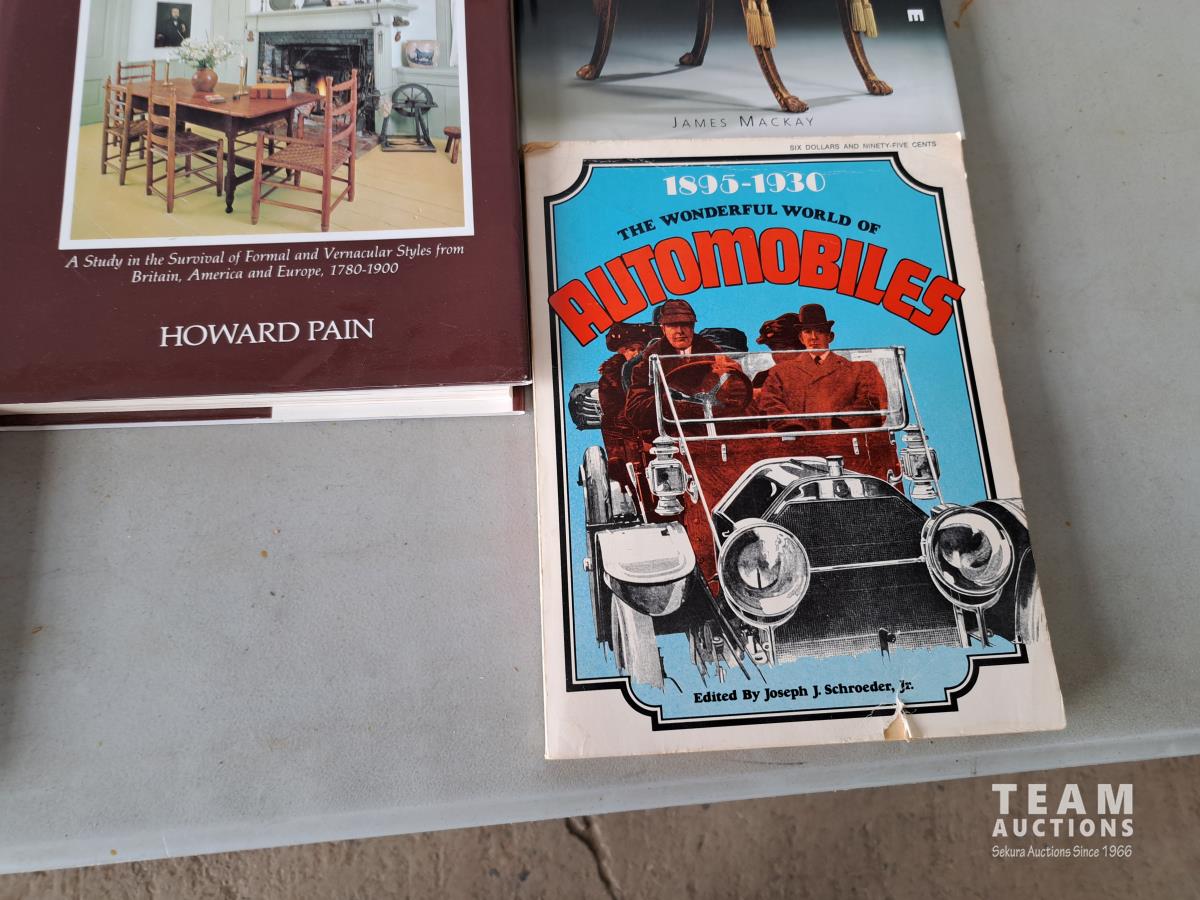 A Study in the Survival of Formal and Vernacular Styles from
Britain, America and Europe, 1780-1900
HOWARD PAIN
JAMES MACKAY
SIX DOLLARS AND NINETY-FIVE CENTS
1895-1930
THE WONDERFUL WORLD OF
AUTOMOBILES
Edited By Joseph J. Schroeder, Jr.
TEAM
AUCTIONS
Sekura Auctions Since 1966